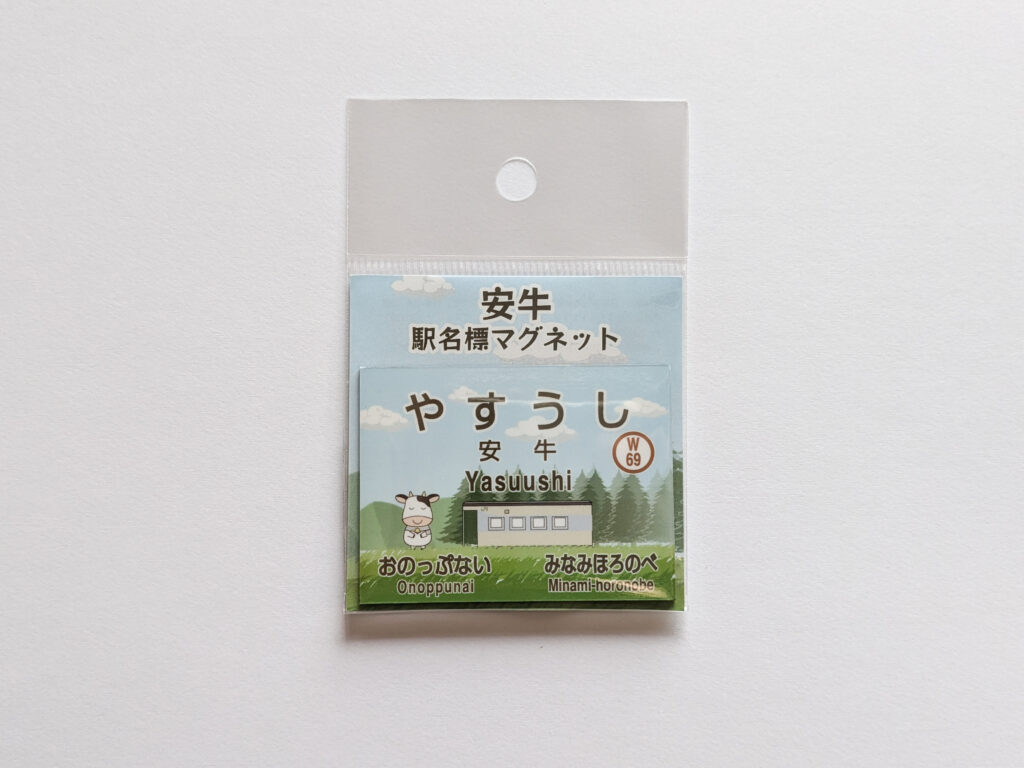 安牛
駅名標マグネット
やすうし
安牛
W
69
Yasuushi
おのっぷない みなみほろのべ
Onoppunai Minami-horonobe